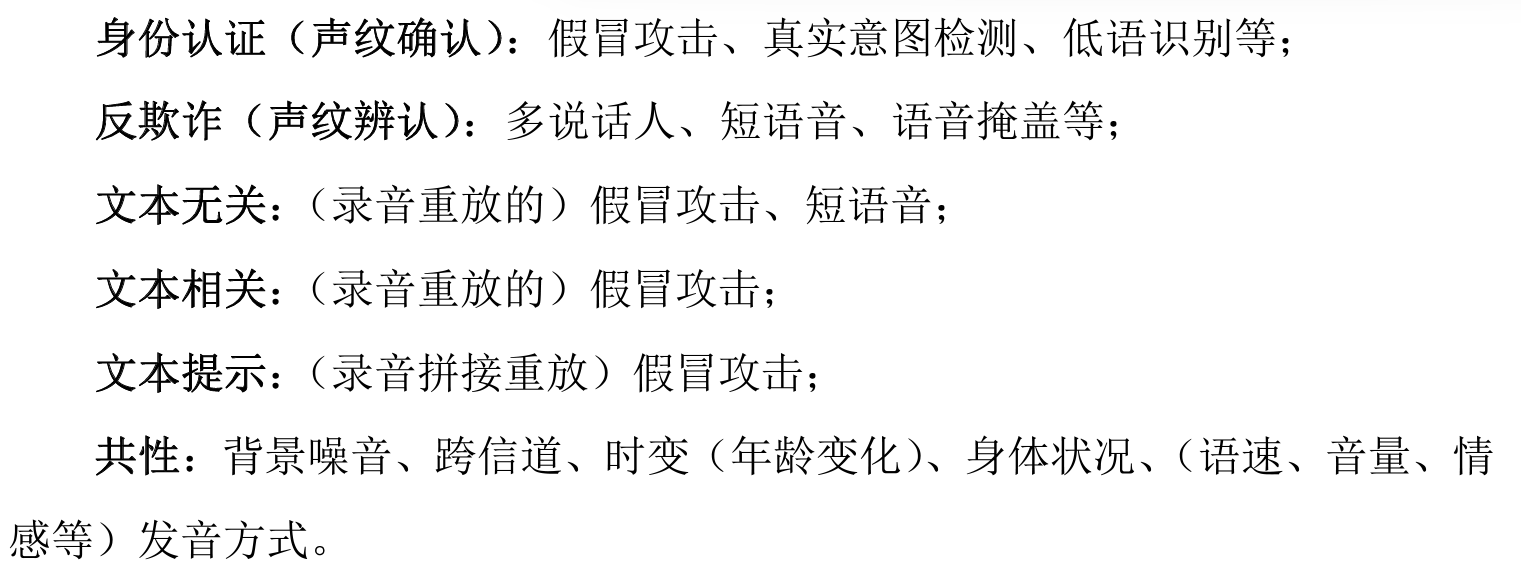 身份认证（声纹确认）：假冒攻击、真实意图检测、低语识别等；
反欺诈（声纹辨认）：多说话人、短语音、语音掩盖等；
文本无关：（录音重放的）假冒攻击、短语音；
文本相关：（录音重放的）假冒攻击；
文本提示：（录音拼接重放）假冒攻击；
共性：背景噪音、跨信道、时变（年龄变化）、身体状况、（语速、音量、情
感等）发音方式。